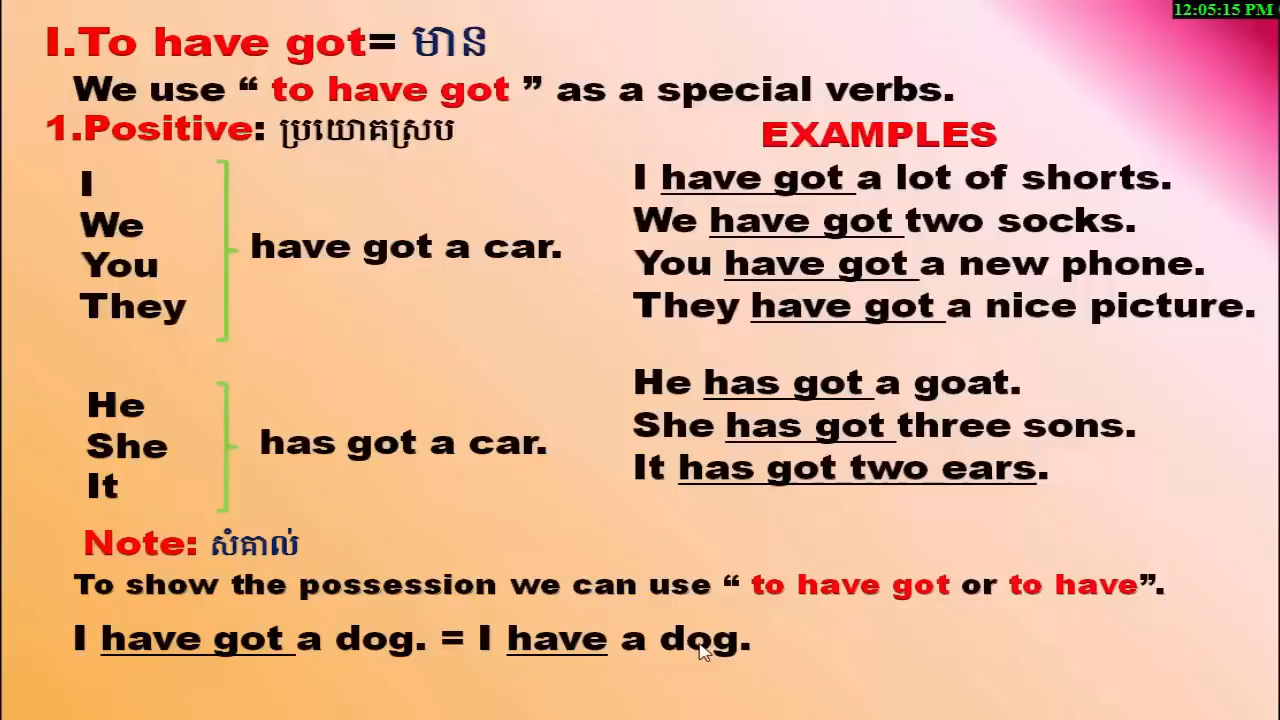 12:05:15 PM
I.To have got= មាន
We use “ to have got ” as a special verbs.
1.Positive: ប្រយោគស្រប
EXAMPLES
I
We
You
They
have got a car.
I have got a lot of shorts.
We have got two socks.
You have got a new phone.
They have got a nice picture.
He
She
It
has got a car.
He has got a goat.
She has got three sons.
It has got two ears.
Note: សំគាល់
To show the possession we can use “ to have got or to have”.
I have got a dog. = I have a dog.